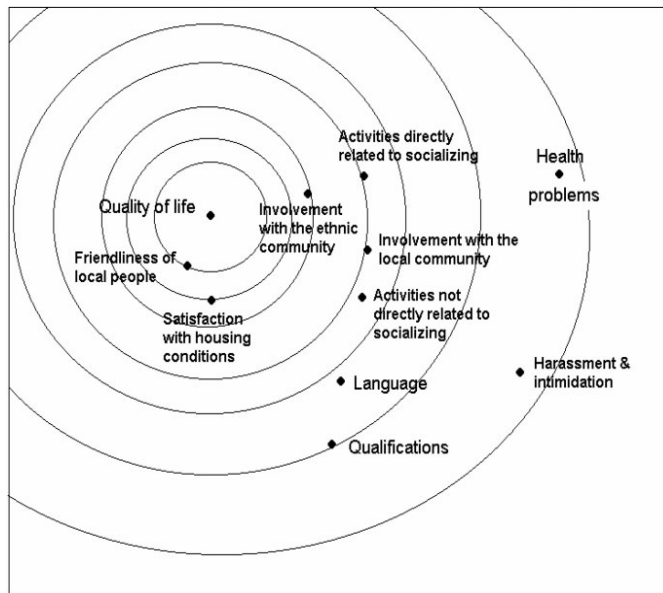 Activities directly
related to socializing
Health
problems
Quality of life
Involvement
with the ethnic
community
Involvement with the
local community
Friendliness of
local people
Activities not
directly related to
socializing
Satisfaction
with housing
conditions
Harassment &
intimidation
Language
Qualifications